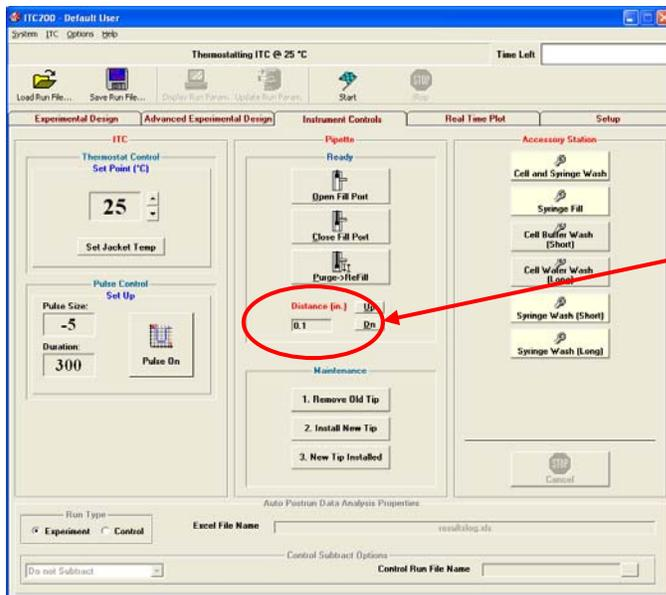 ITC200 - Default User
System ITC Options Help
Thermostatting ITC @ 25 °C
Time Left
Load Run File...
Save Run File...
Display Run Param.
Update Run Param.
Start
Stop
Experimental Design
Advanced Experimental Design
Instrument Controls
Real Time Plot
Setup
ITC
Thermostat Control
Set Point (°C)
25
Set Jacket Temp
Pulse Control
Set Up
Pulse Size:
-5
Duration:
300
Pulse On
Pipette
Ready
Open Fill Port
Close Fill Port
Purge->ReFill
Distance (in.)
Up
0.1
Dn
Maintenance
1. Remove Old Tip
2. Install New Tip
3. New Tip Installed
Accessory Station
Cell and Syringe Wash
Syringe Fill
Cell Buffer Wash
(Short)
Cell Water Wash
(Long)
Syringe Wash (Short)
Syringe Wash (Long)
STOP
Cancel
Auto Postrun Data Analysis Properties
Run Type
Experiment
Control
Excel File Name
resultslog.xls
Control Subtract Options
Do not Subtract
Control Run File Name